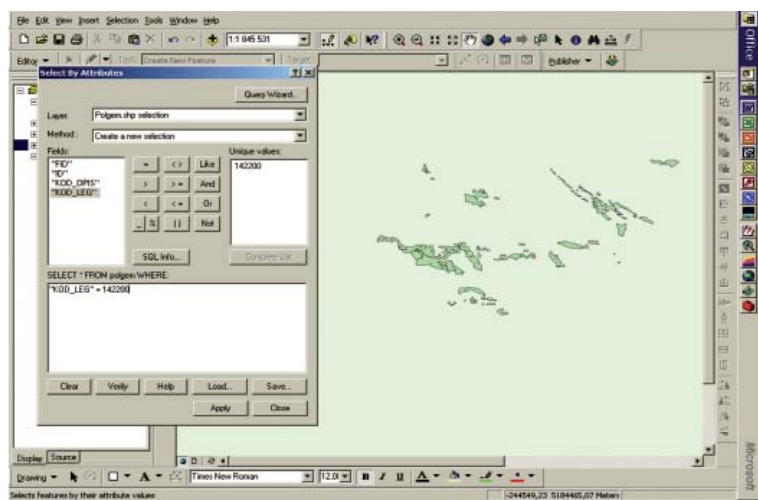 File Edit View Insert Selection Tools Window Help
1:1 845 531
Editor Task: Create New Feature Target: Publisher
Select By Attributes
Query Wizard...
Layer: Polgem.shp selection
Method: Create a new selection
Fields: Unique values:
"FID"
"ID"
"KOD_OPIS"
"KOD_LEG"
= < > Like
> > = And
< < = Or
_ % ( ) Not
142200
SQL Info... Complete List
SELECT * FROM polgem WHERE:
"KOD_LEG" = 142200
Clear Verify Help Load... Save...
Apply Close
Display Source
Drawing A Times New Roman B I U A
Selects features by their attribute values
-244549,23 5184465,07 Meters
Office
Microsoft